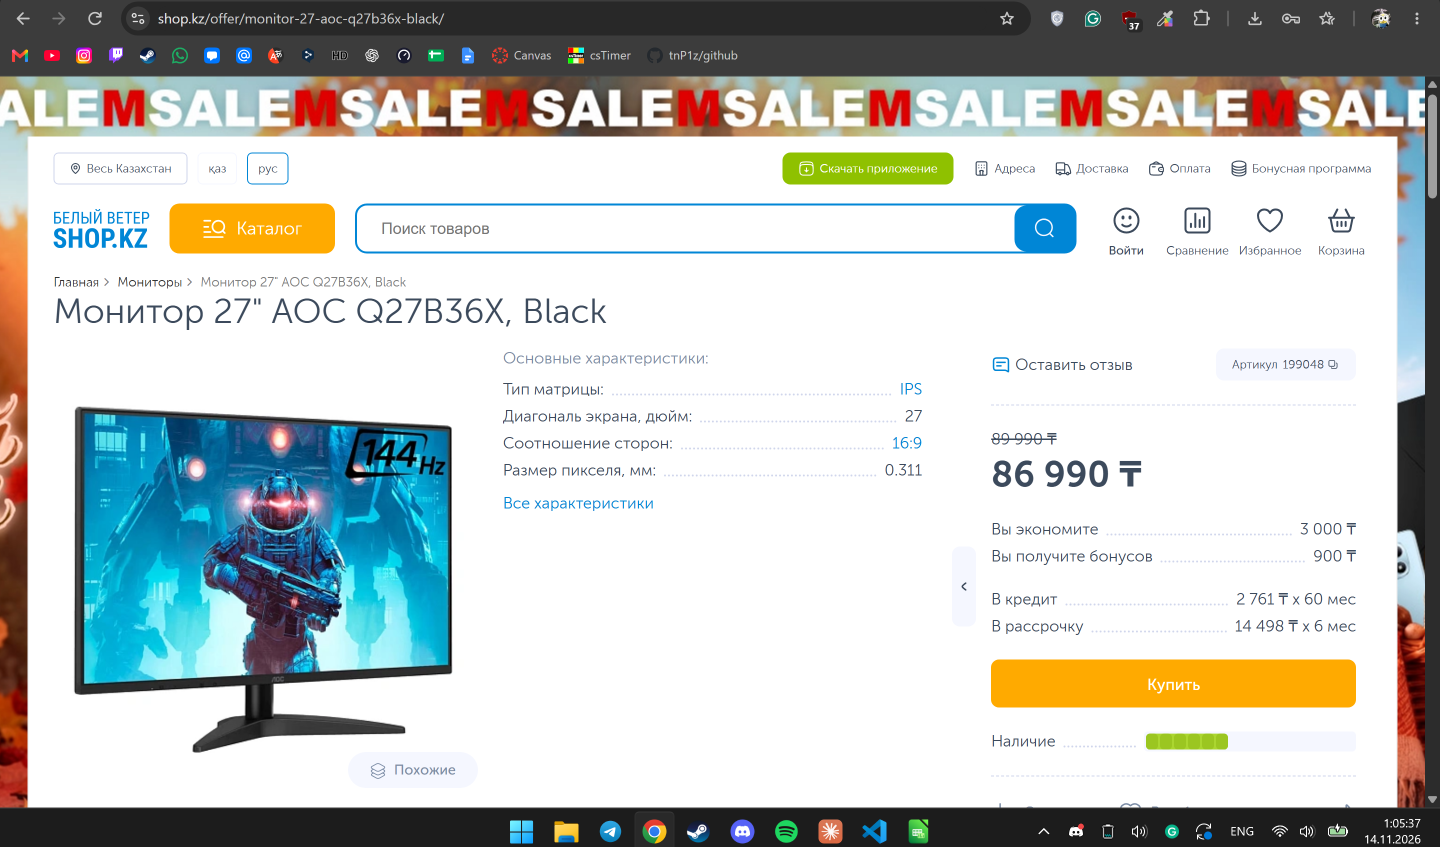 shop.kz/offer/monitor-27-aoc-q27b36x-black/
37
HD
Canvas
csTimer
tnP1z/github
ALEMSALEMSALEMSALEMSALEMSALEMSALEMSALE
Весь Казахстан
қаз
рус
Скачать приложение
Адреса
Доставка
Оплата
Бонусная программа
БЕЛЫЙ ВЕТЕР
SHOP.KZ
Каталог
Поиск товаров
Войти
Сравнение
Избранное
Корзина
Главная > Мониторы > Монитор 27" AOC Q27B36X, Black
Монитор 27" AOC Q27B36X, Black
144Hz
AOC
Похожие
Основные характеристики:
Тип матрицы: IPS
Диагональ экрана, дюйм: 27
Соотношение сторон: 16:9
Размер пикселя, мм: 0.311
Все характеристики
Оставить отзыв
Артикул 199048
89 990 ₸
86 990 ₸
Вы экономите 3 000 ₸
Вы получите бонусов 900 ₸
В кредит 2 761 ₸ x 60 мес
В рассрочку 14 498 ₸ x 6 мес
Купить
Наличие
ENG
1:05:37
14.11.2026